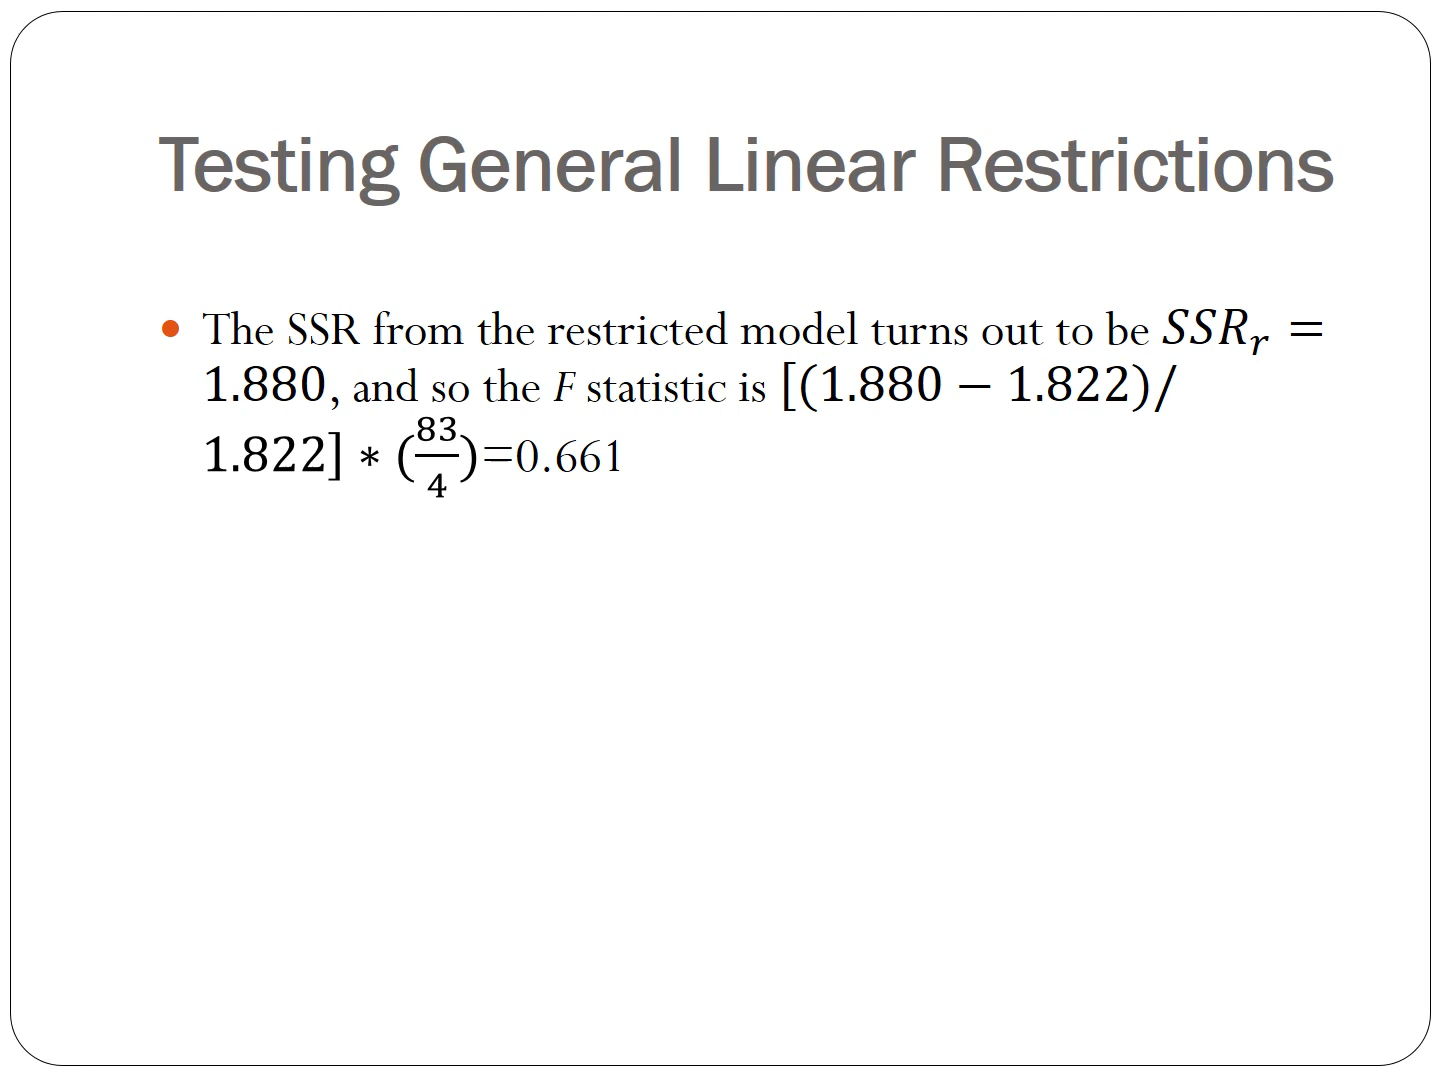 Testing General Linear Restrictions
• The SSR from the restricted model turns out to be SSRᵣ =
1.880, and so the F statistic is [(1.880 − 1.822)/
1.822] ∗ (83/4)=0.661